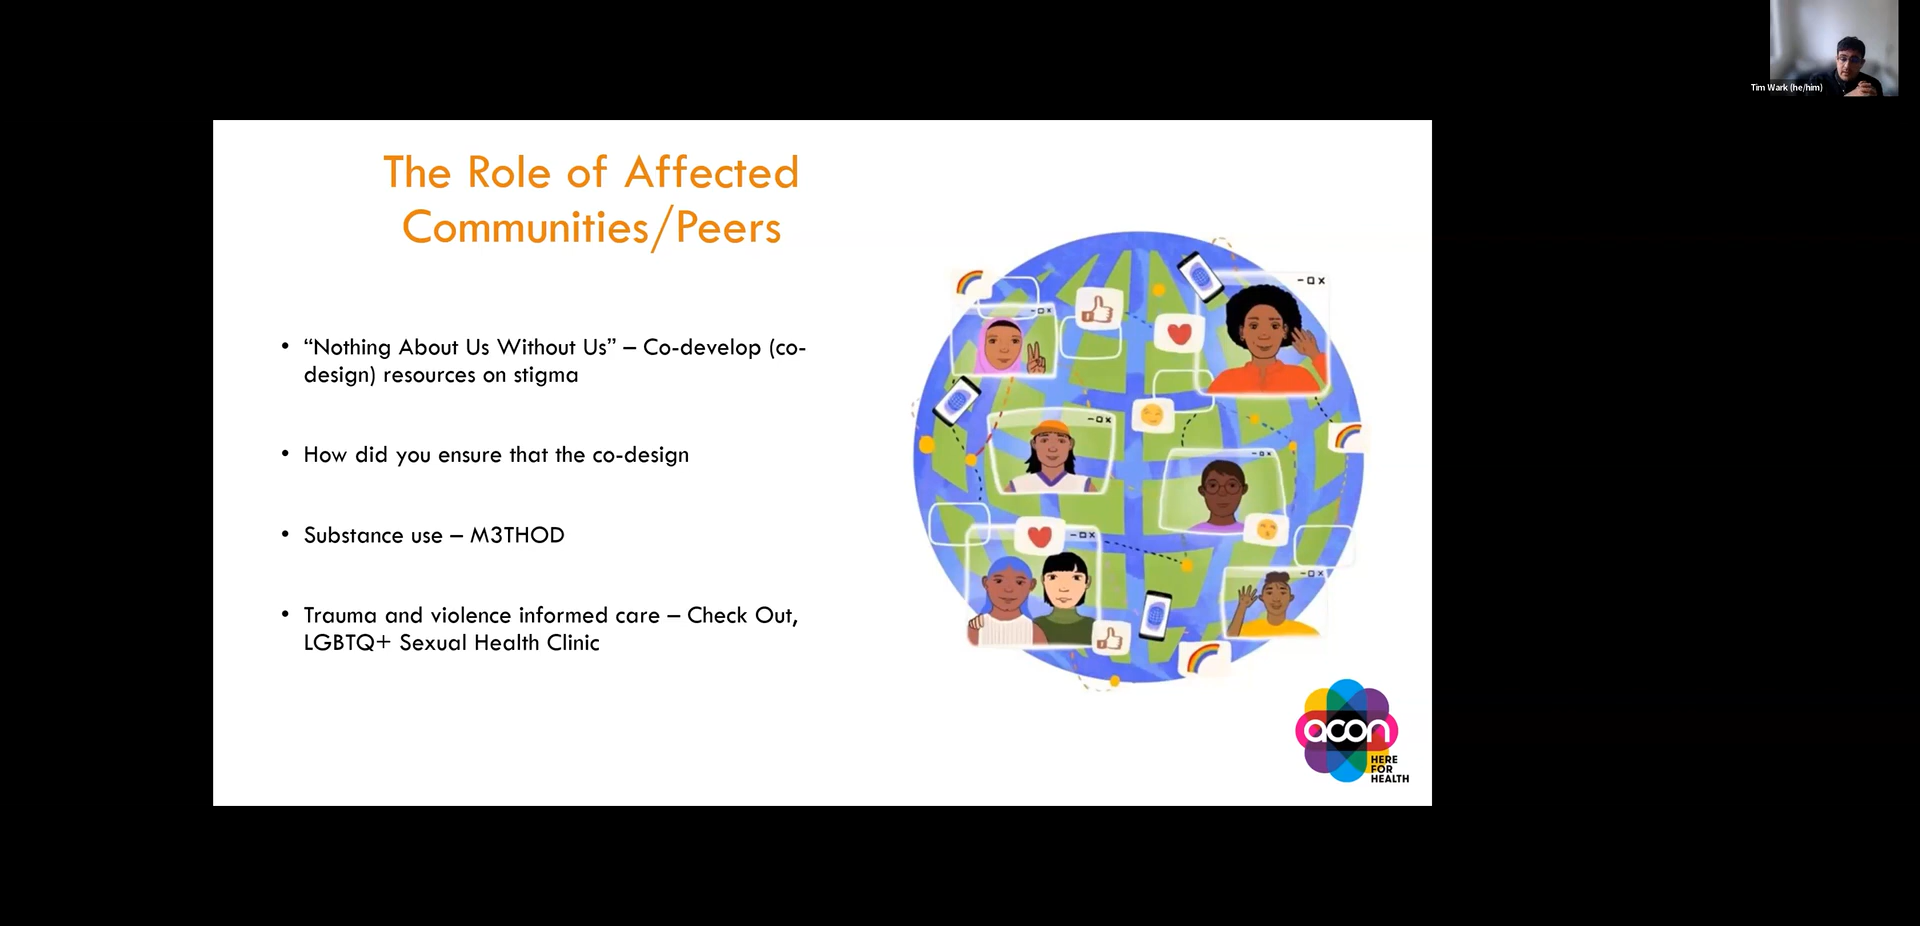 Tim Wark (he/him)
The Role of Affected
Communities/Peers
• “Nothing About Us Without Us” – Co-develop (co-
design) resources on stigma
• How did you ensure that the co-design
• Substance use – M3THOD
• Trauma and violence informed care – Check Out,
LGBTQ+ Sexual Health Clinic
acon
HERE
FOR
HEALTH